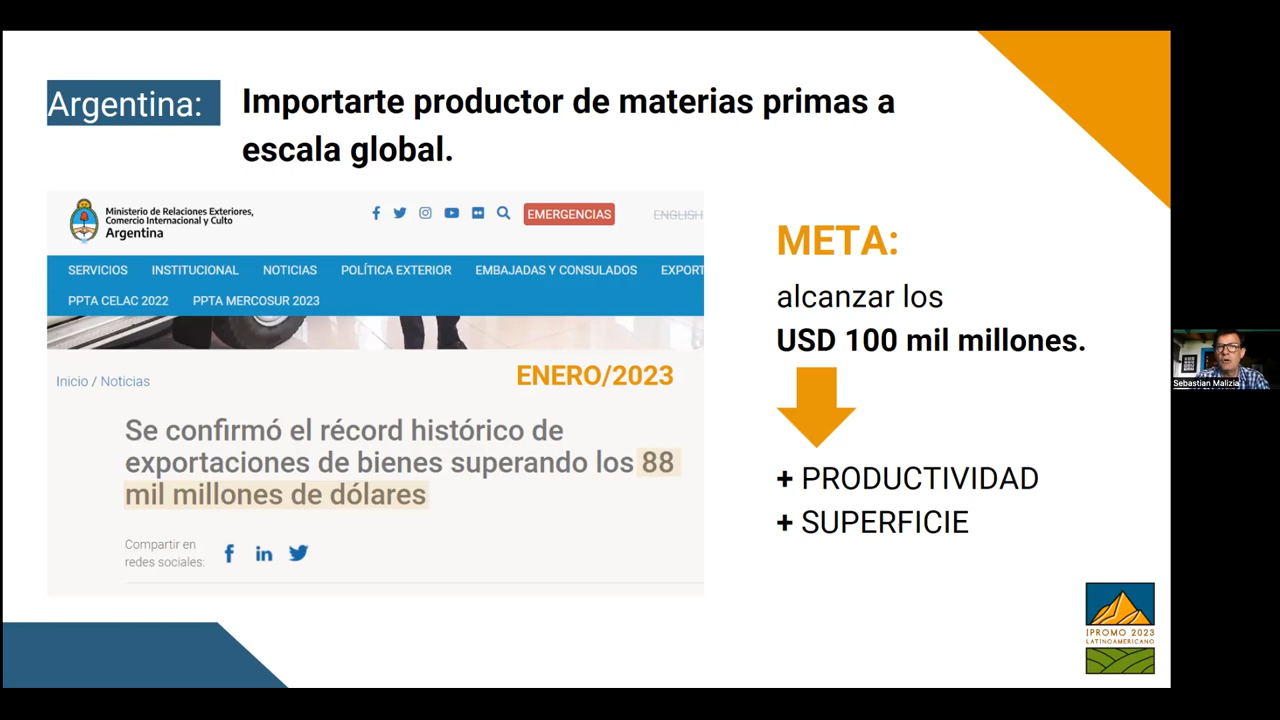 Argentina:
Importarte productor de materias primas a
escala global.
Ministerio de Relaciones Exteriores,
Comercio Internacional y Culto
Argentina
EMERGENCIAS
ENGLISH
SERVICIOS INSTITUCIONAL NOTICIAS POLÍTICA EXTERIOR EMBAJADAS Y CONSULADOS EXPORT
PPTA CELAC 2022 PPTA MERCOSUR 2023
Inicio / Noticias
ENERO/2023
Se confirmó el récord histórico de
exportaciones de bienes superando los 88
mil millones de dólares
Compartir en
redes sociales:
META:
alcanzar los
USD 100 mil millones.
+ PRODUCTIVIDAD
+ SUPERFICIE
IPROMO 2023
LATINOAMERICANO
Sebastian Malizia